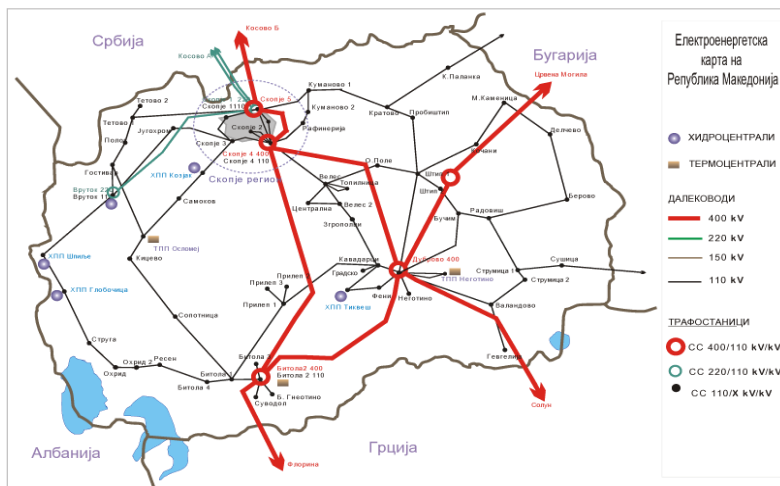 Електроенергетска
карта на
Република Македонија
ХИДРОЦЕНТРАЛИ
ТЕРМОЦЕНТРАЛИ
ДАЛЕКОВОДИ
400 kV
220 kV
150 kV
110 kV
ТРАФОСТАНИЦИ
СС 400/110 kV/kV
СС 220/110 kV/kV
СС 110/X kV/kV
Србија
Бугарија
Албанија
Грција
Косово Б
Косово А
Црвена Могила
Солун
Флорина
Скопје 5
Скопје 1110
Скопје 2
Скопје 3
Скопје 4 400
Скопје 4 110
Скопје регион
Куманово 1
Куманово 2
Рафинерија
К.Паланка
Кратово
Пробиштип
М.Каменица
Делчево
Кочани
Берово
Тетово 2
Тетово 1
Југохром
Полог
Гостивар
Вруток 220
Вруток 110
ХПП Козјак
ХПП Шпиље
ХПП Глобочица
ХПП Тиквеш
ТПП Осломеј
ТПП Неготино
Самоков
Кичево
Сопотница
Струга
Охрид
Охрид 2
Ресен
Битола 4
Битола 1
Битола 3
Битола2 400
Битола 2 110
Суводол
Б. Гнеотино
Прилеп
Прилеп 3
Прилеп 1
О.Поле
Велес
Топилница
Централна
Велес 2
Згрополци
Кавадарци
Градско
Фени
Неготино
Дуброво 400
Штип 1
Штип
Бучим
Радовиш
Сушица
Струмица 1
Струмица 2
Валандово
Гевгелија